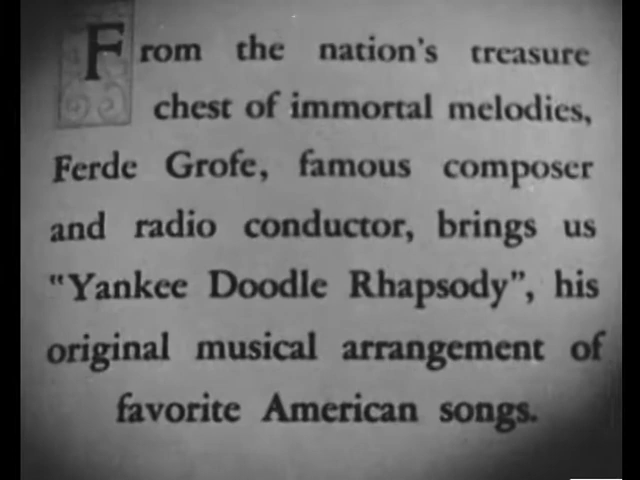 From the nation's treasure
chest of immortal melodies,
Ferde Grofe, famous composer
and radio conductor, brings us
"Yankee Doodle Rhapsody", his
original musical arrangement of
favorite American songs.